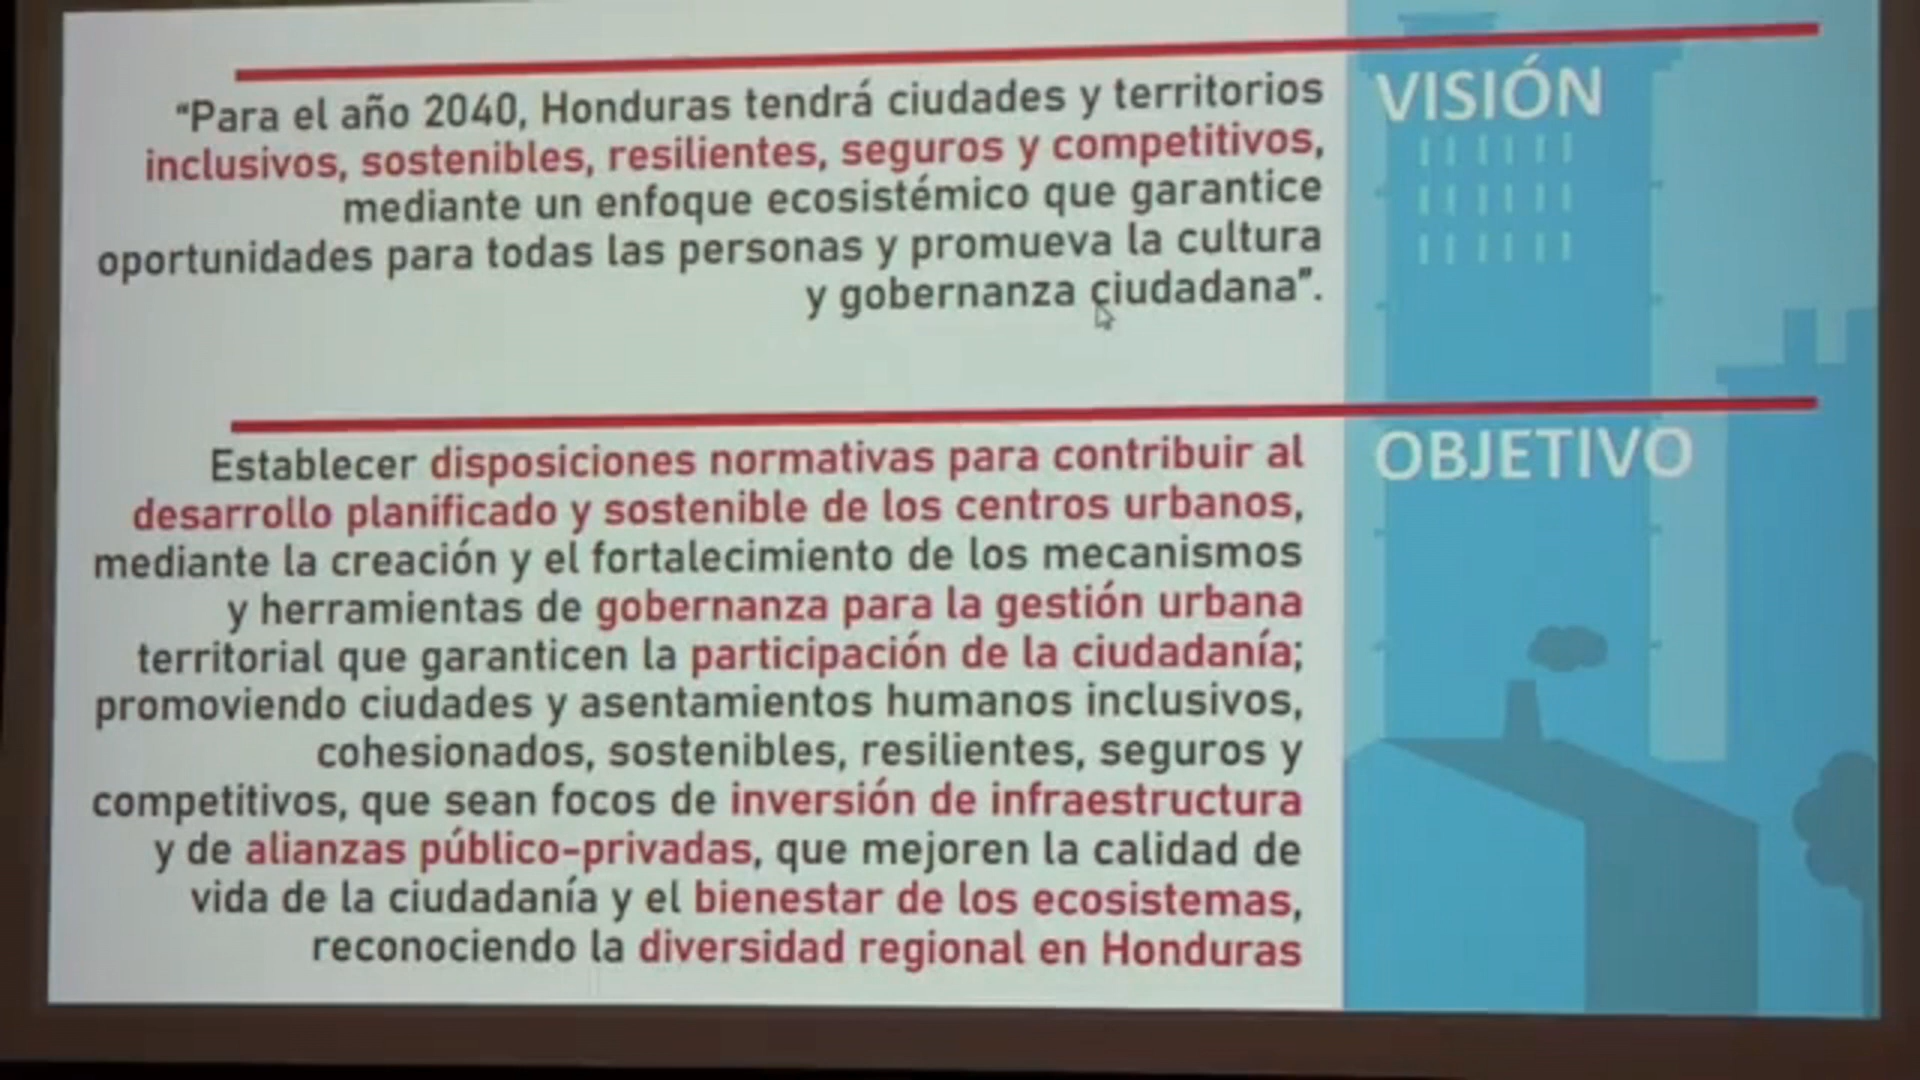 VISIÓN
“Para el año 2040, Honduras tendrá ciudades y territorios
inclusivos, sostenibles, resilientes, seguros y competitivos,
mediante un enfoque ecosistémico que garantice
oportunidades para todas las personas y promueva la cultura
y gobernanza ciudadana”.
OBJETIVO
Establecer disposiciones normativas para contribuir al
desarrollo planificado y sostenible de los centros urbanos,
mediante la creación y el fortalecimiento de los mecanismos
y herramientas de gobernanza para la gestión urbana
territorial que garanticen la participación de la ciudadanía;
promoviendo ciudades y asentamientos humanos inclusivos,
cohesionados, sostenibles, resilientes, seguros y
competitivos, que sean focos de inversión de infraestructura
y de alianzas público-privadas, que mejoren la calidad de
vida de la ciudadanía y el bienestar de los ecosistemas,
reconociendo la diversidad regional en Honduras